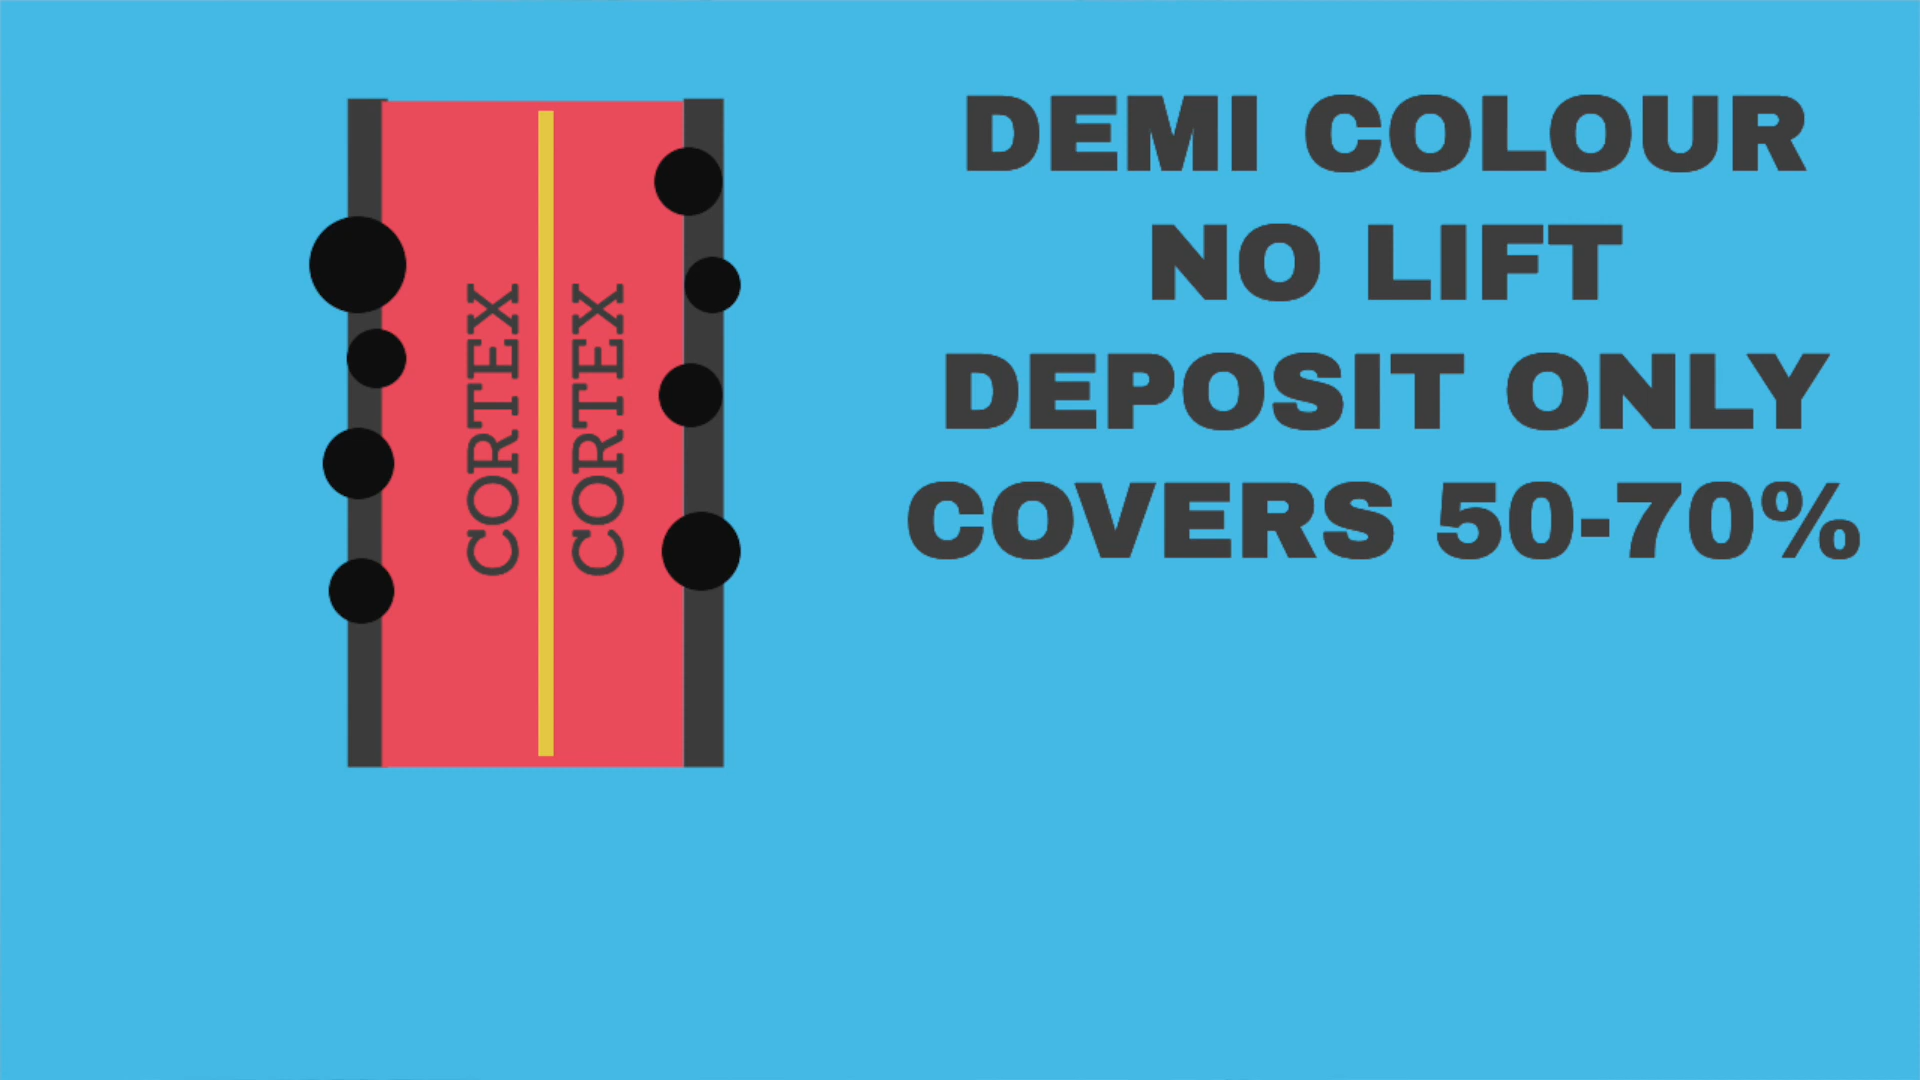 CORTEX
CORTEX
DEMI COLOUR
NO LIFT
DEPOSIT ONLY
COVERS 50-70%